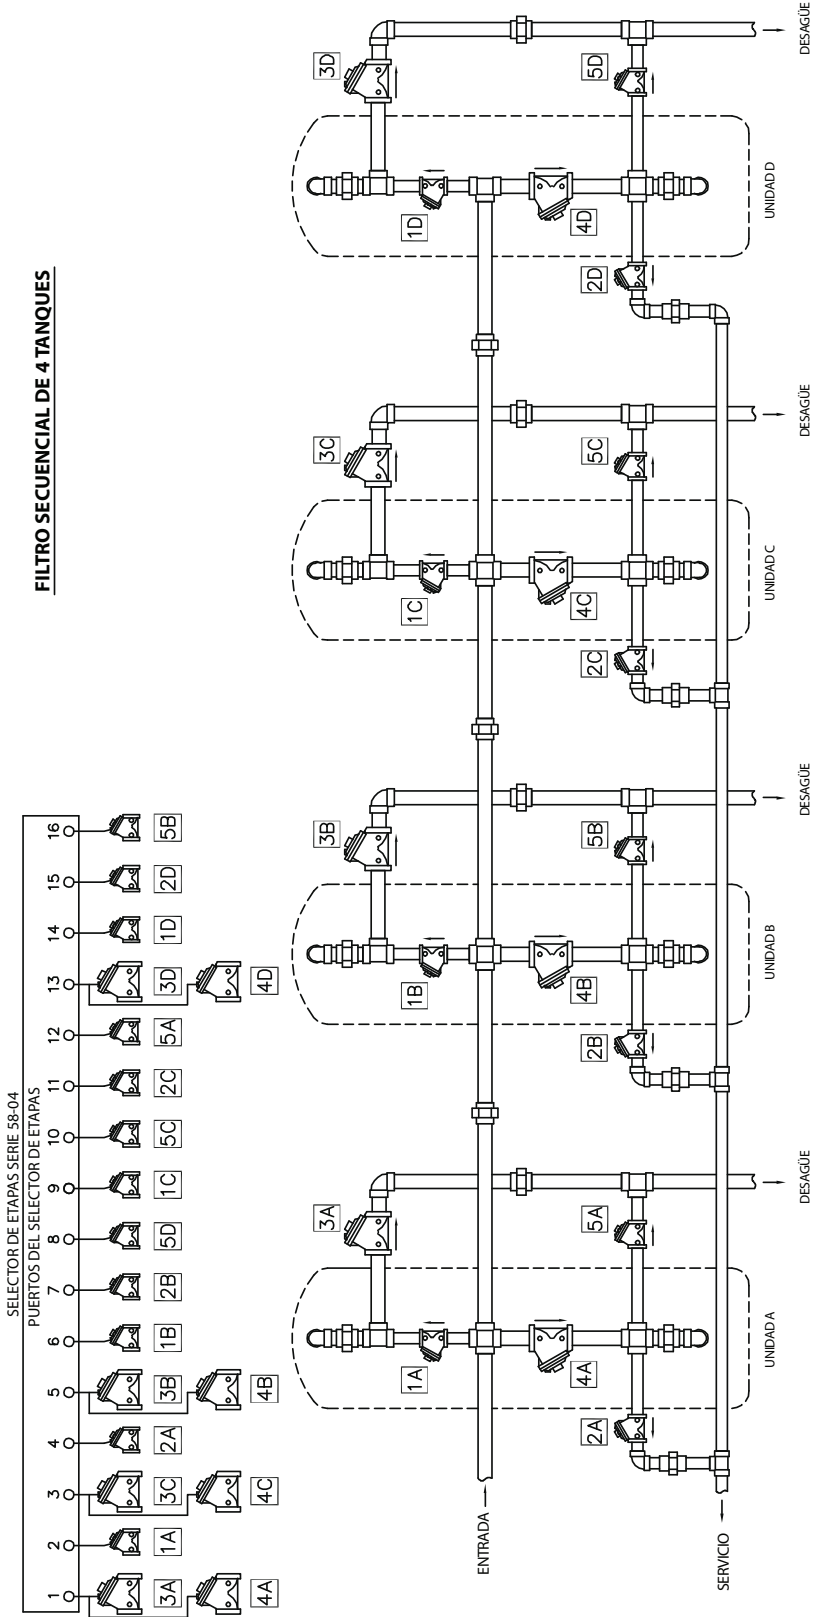 FILTRO SECUENCIAL DE 4 TANQUES
SELECTOR DE ETAPAS SERIE 58-04
PUERTOS DEL SELECTOR DE ETAPAS
1 2 3 4 5 6 7 8 9 10 11 12 13 14 15 16
3A 1A 3C 2A 3B 1B 2B 5D 1C 5C 2C 5A 3D 1D 2D 5B
4A 4C 4B 4D
3A 3B 3C 3D
1A 1B 1C 1D
ENTRADA
4A 4B 4C 4D
2A 5A 2B 5B 2C 5C 2D 5D
SERVICIO
UNIDAD A UNIDAD B UNIDAD C UNIDAD D
DESAGÜE DESAGÜE DESAGÜE DESAGÜE